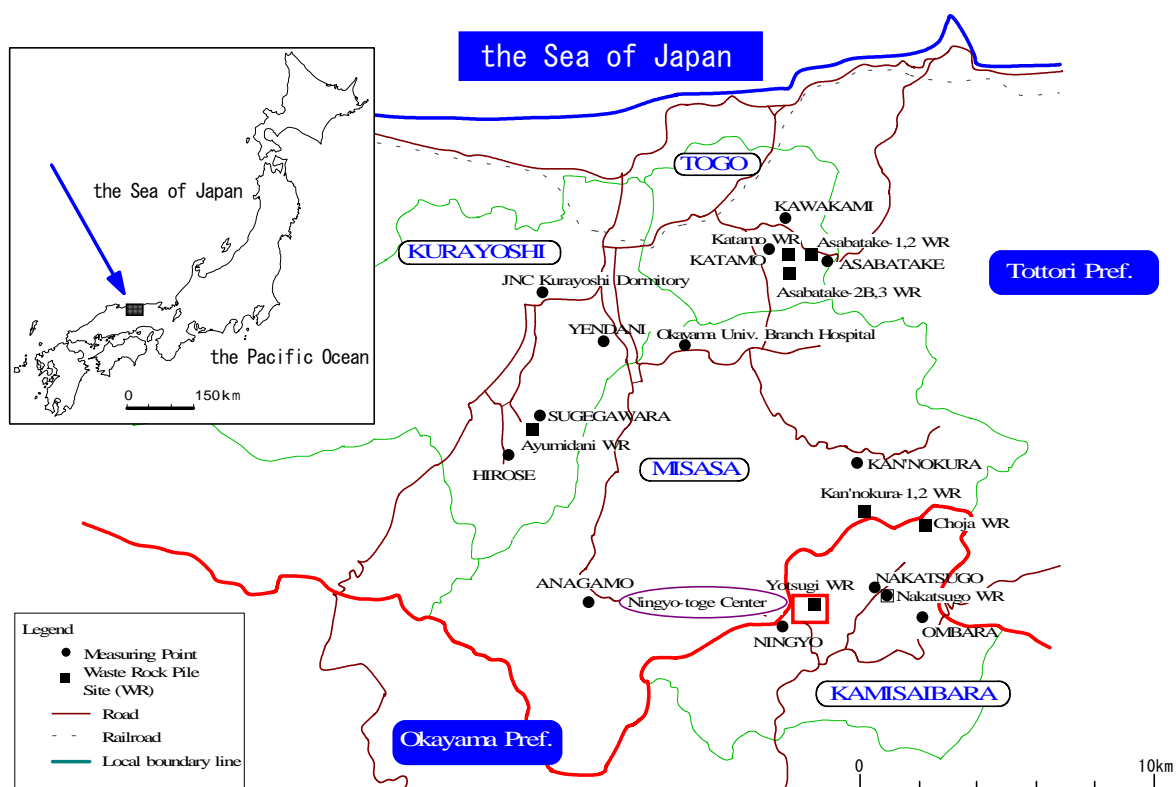 the Sea of Japan
the Sea of Japan
the Pacific Ocean
0 150km
TOGO
KAWAKAMI
Katamo WR
Asabatake-1,2 WR
KURAYOSHI
KATAMO
ASABATAKE
Tottori Pref.
JNC Kurayoshi Dormitory
Asabatake-2B,3 WR
YENDANI
Okayama Univ. Branch Hospital
SUGEGAWARA
Ayumidani WR
HIROSE
MISASA
KAN'NOKURA
Kan'nokura-1,2 WR
Choja WR
ANAGAMO
Ningyo-toge Center
Yotsugi WR
NAKATSUGO
Nakatsugo WR
NINGYO
OMBARA
KAMISAIBARA
Okayama Pref.
Legend
Measuring Point
Waste Rock Pile
Site (WR)
Road
Railroad
Local boundary line
0 10km